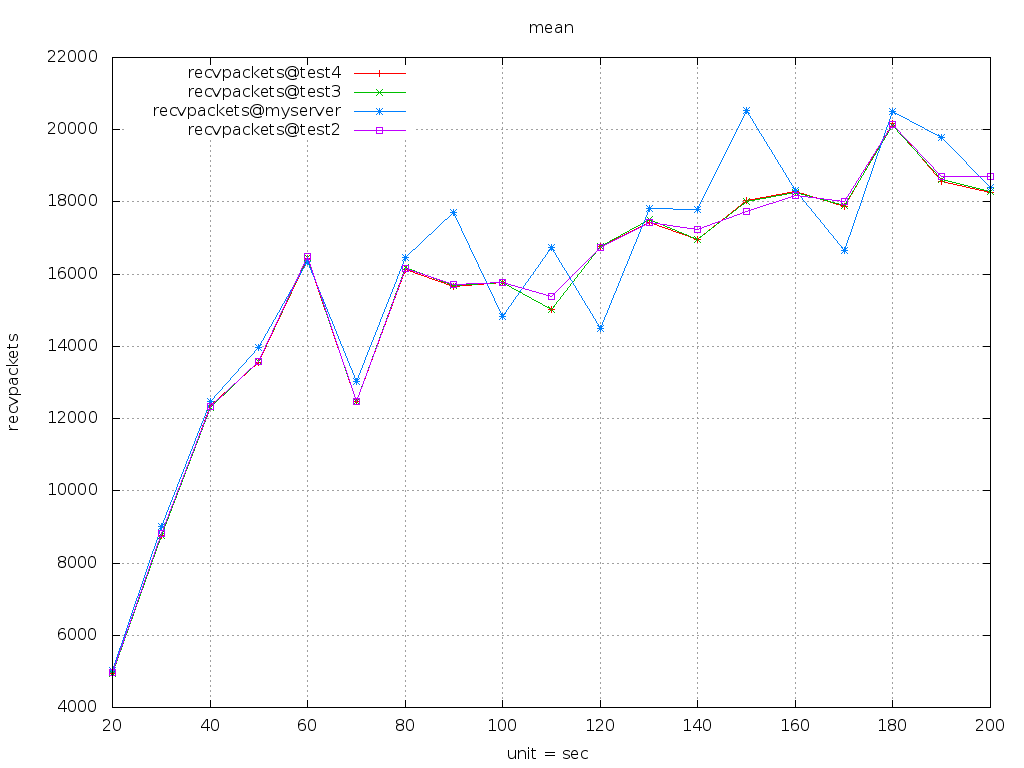 mean
22000
20000
18000
16000
14000
12000
10000
8000
6000
4000
recvpackets
recvpackets@test4
recvpackets@test3
recvpackets@myserver
recvpackets@test2
20 40 60 80 100 120 140 160 180 200
unit = sec